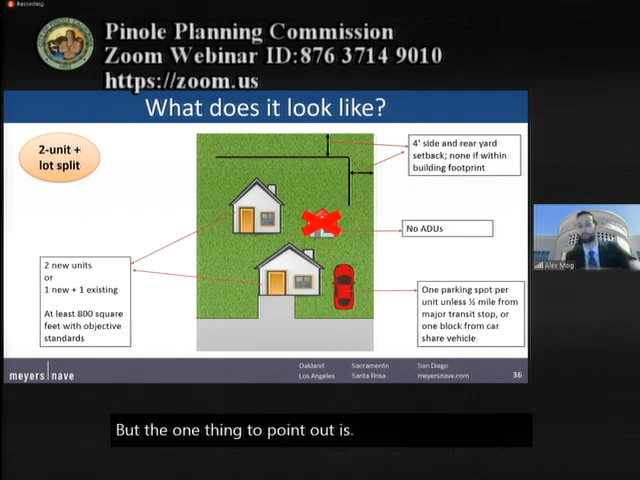 Recording
Pinole Planning Commission
Zoom Webinar ID:876 3714 9010
https://zoom.us
What does it look like?
2-unit +
lot split
4' side and rear yard
setback; none if within
building footprint
No ADUs
2 new units
or
1 new + 1 existing
At least 800 square
feet with objective
standards
One parking spot per
unit unless ½ mile from
major transit stop, or
one block from car
share vehicle
Alex Mog
meyers nave
Oakland Sacramento San Diego
Los Angeles Santa Rosa meyersnave.com
36
But the one thing to point out is.